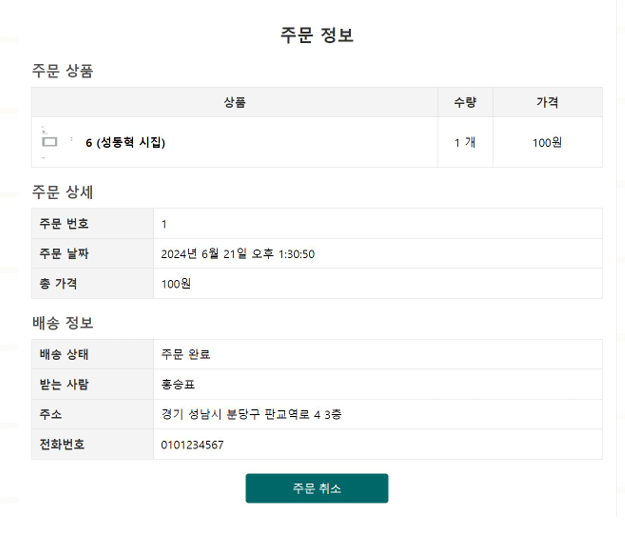 주문 정보
주문 상품
상품 수량 가격
6 (성동혁 시집) 1 개 100원
주문 상세
주문 번호 1
주문 날짜 2024년 6월 21일 오후 1:30:50
총 가격 100원
배송 정보
배송 상태 주문 완료
받는 사람 홍승표
주소 경기 성남시 분당구 판교역로 4 3층
전화번호 0101234567
주문 취소